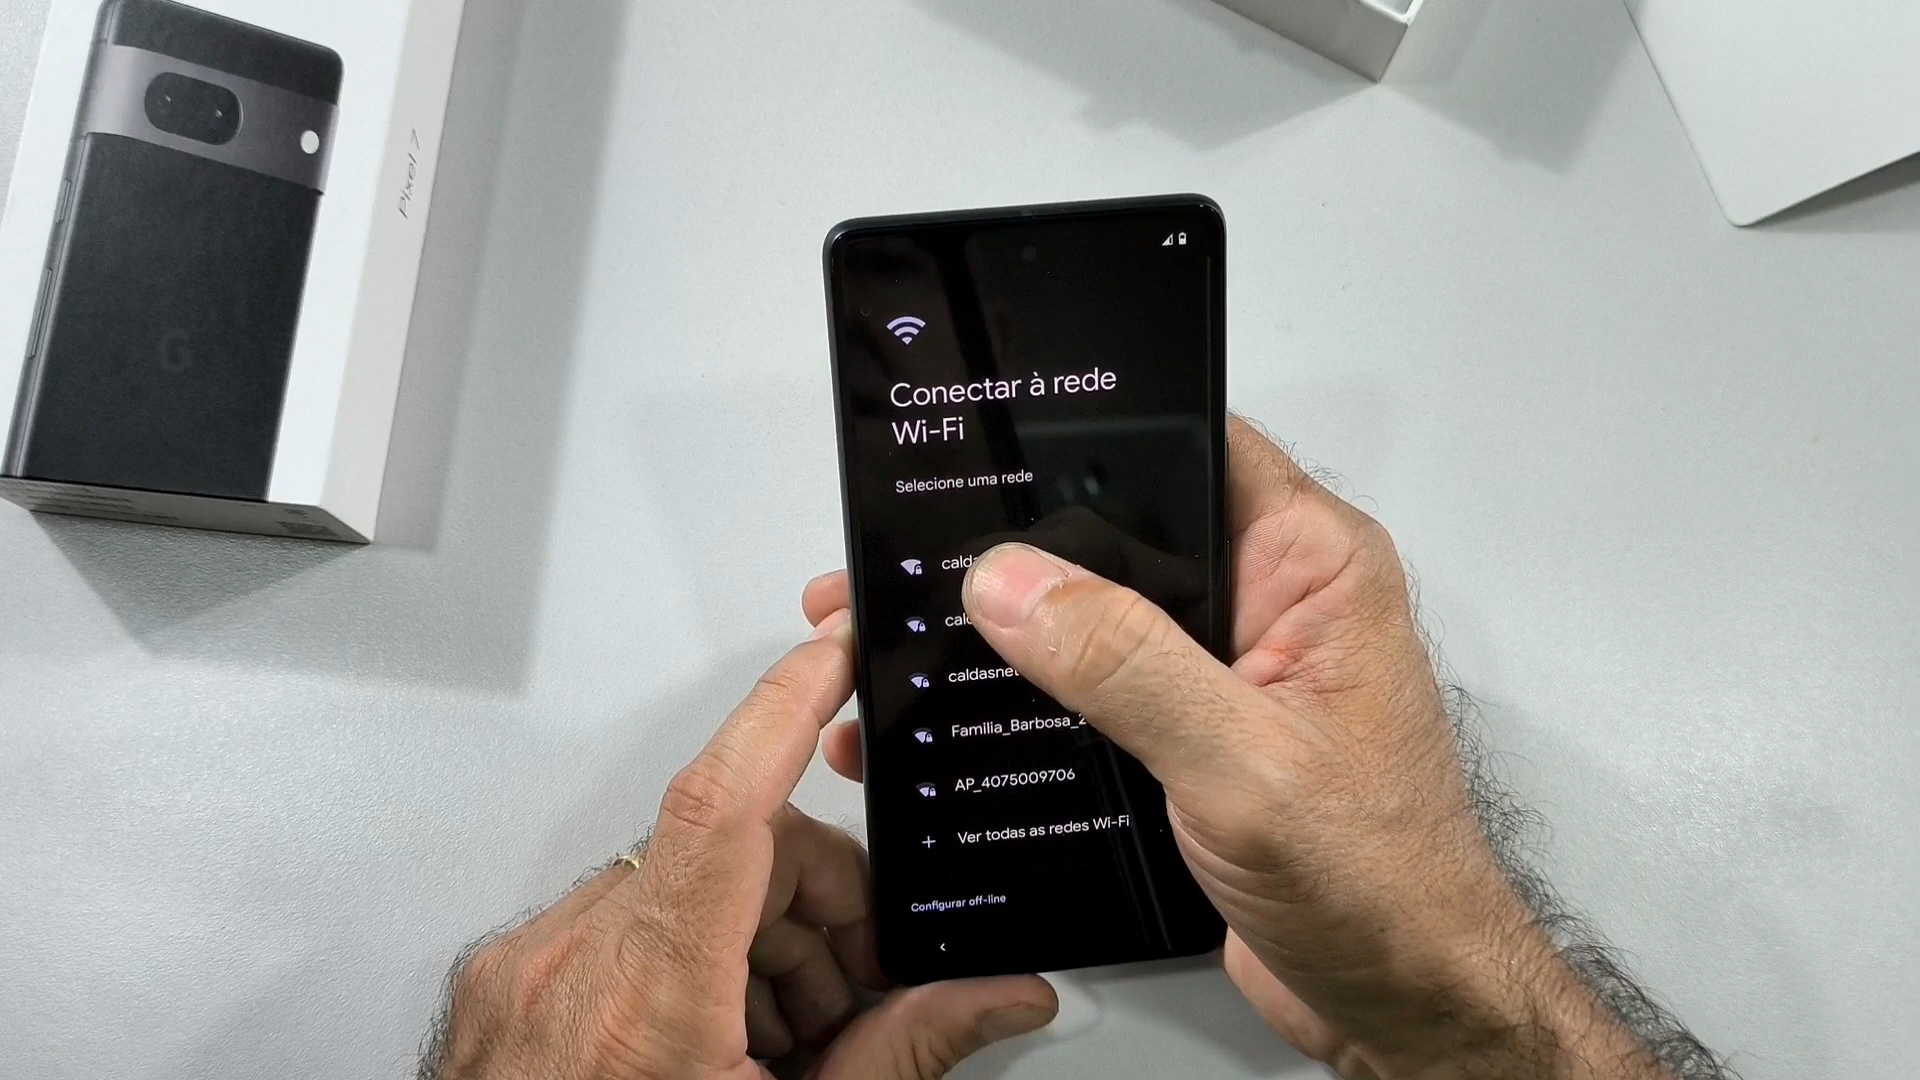 Pixel 7
Conectar à rede
Wi-Fi
Selecione uma rede
caldasnet
Familia_Barbosa_2
AP_4075009706
Ver todas as redes Wi-Fi
Configurar off-line